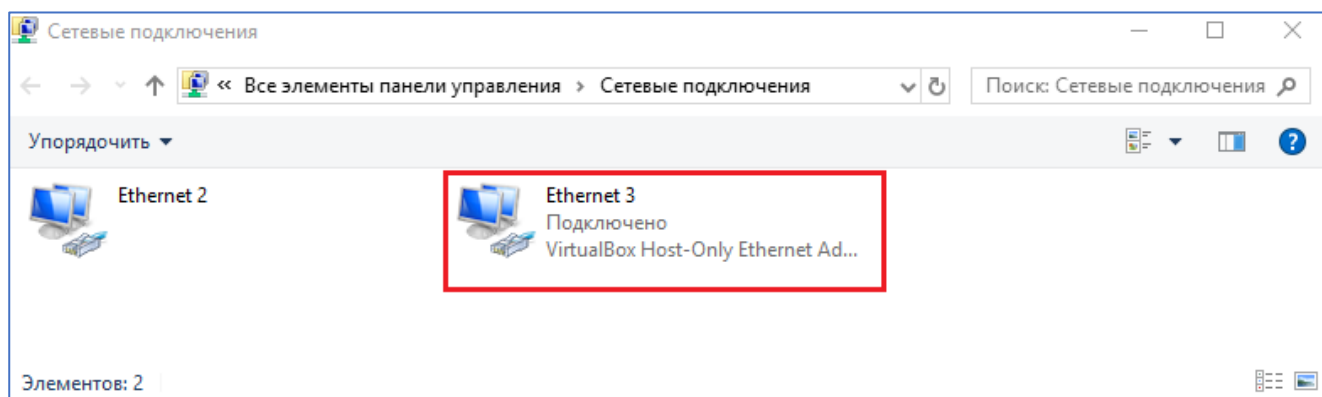 Сетевые подключения
« Все элементы панели управления › Сетевые подключения
Поиск: Сетевые подключения
Упорядочить
Ethernet 2
Ethernet 3
Подключено
VirtualBox Host-Only Ethernet Ad...
Элементов: 2